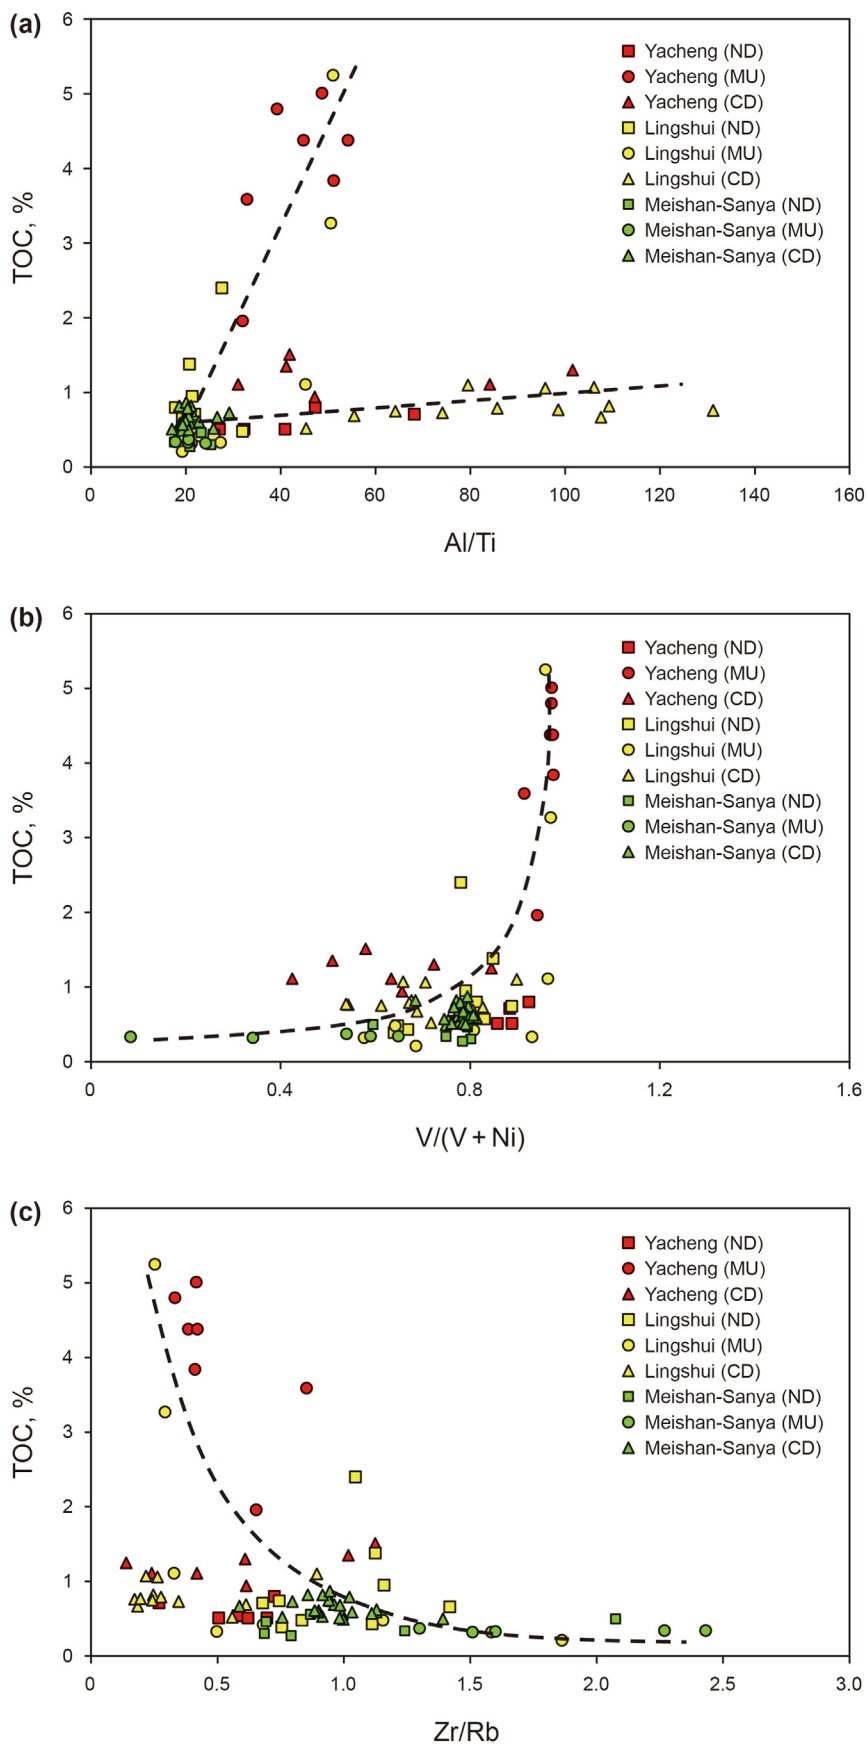 (a)
6
5
4
3
2
1
0
TOC, %
0 20 40 60 80 100 120 140 160
Al/Ti
Yacheng (ND)
Yacheng (MU)
Yacheng (CD)
Lingshui (ND)
Lingshui (MU)
Lingshui (CD)
Meishan-Sanya (ND)
Meishan-Sanya (MU)
Meishan-Sanya (CD)
(b)
6
5
4
3
2
1
0
TOC, %
0 0.4 0.8 1.2 1.6
V/(V + Ni)
Yacheng (ND)
Yacheng (MU)
Yacheng (CD)
Lingshui (ND)
Lingshui (MU)
Lingshui (CD)
Meishan-Sanya (ND)
Meishan-Sanya (MU)
Meishan-Sanya (CD)
(c)
6
5
4
3
2
1
0
TOC, %
0 0.5 1.0 1.5 2.0 2.5 3.0
Zr/Rb
Yacheng (ND)
Yacheng (MU)
Yacheng (CD)
Lingshui (ND)
Lingshui (MU)
Lingshui (CD)
Meishan-Sanya (ND)
Meishan-Sanya (MU)
Meishan-Sanya (CD)